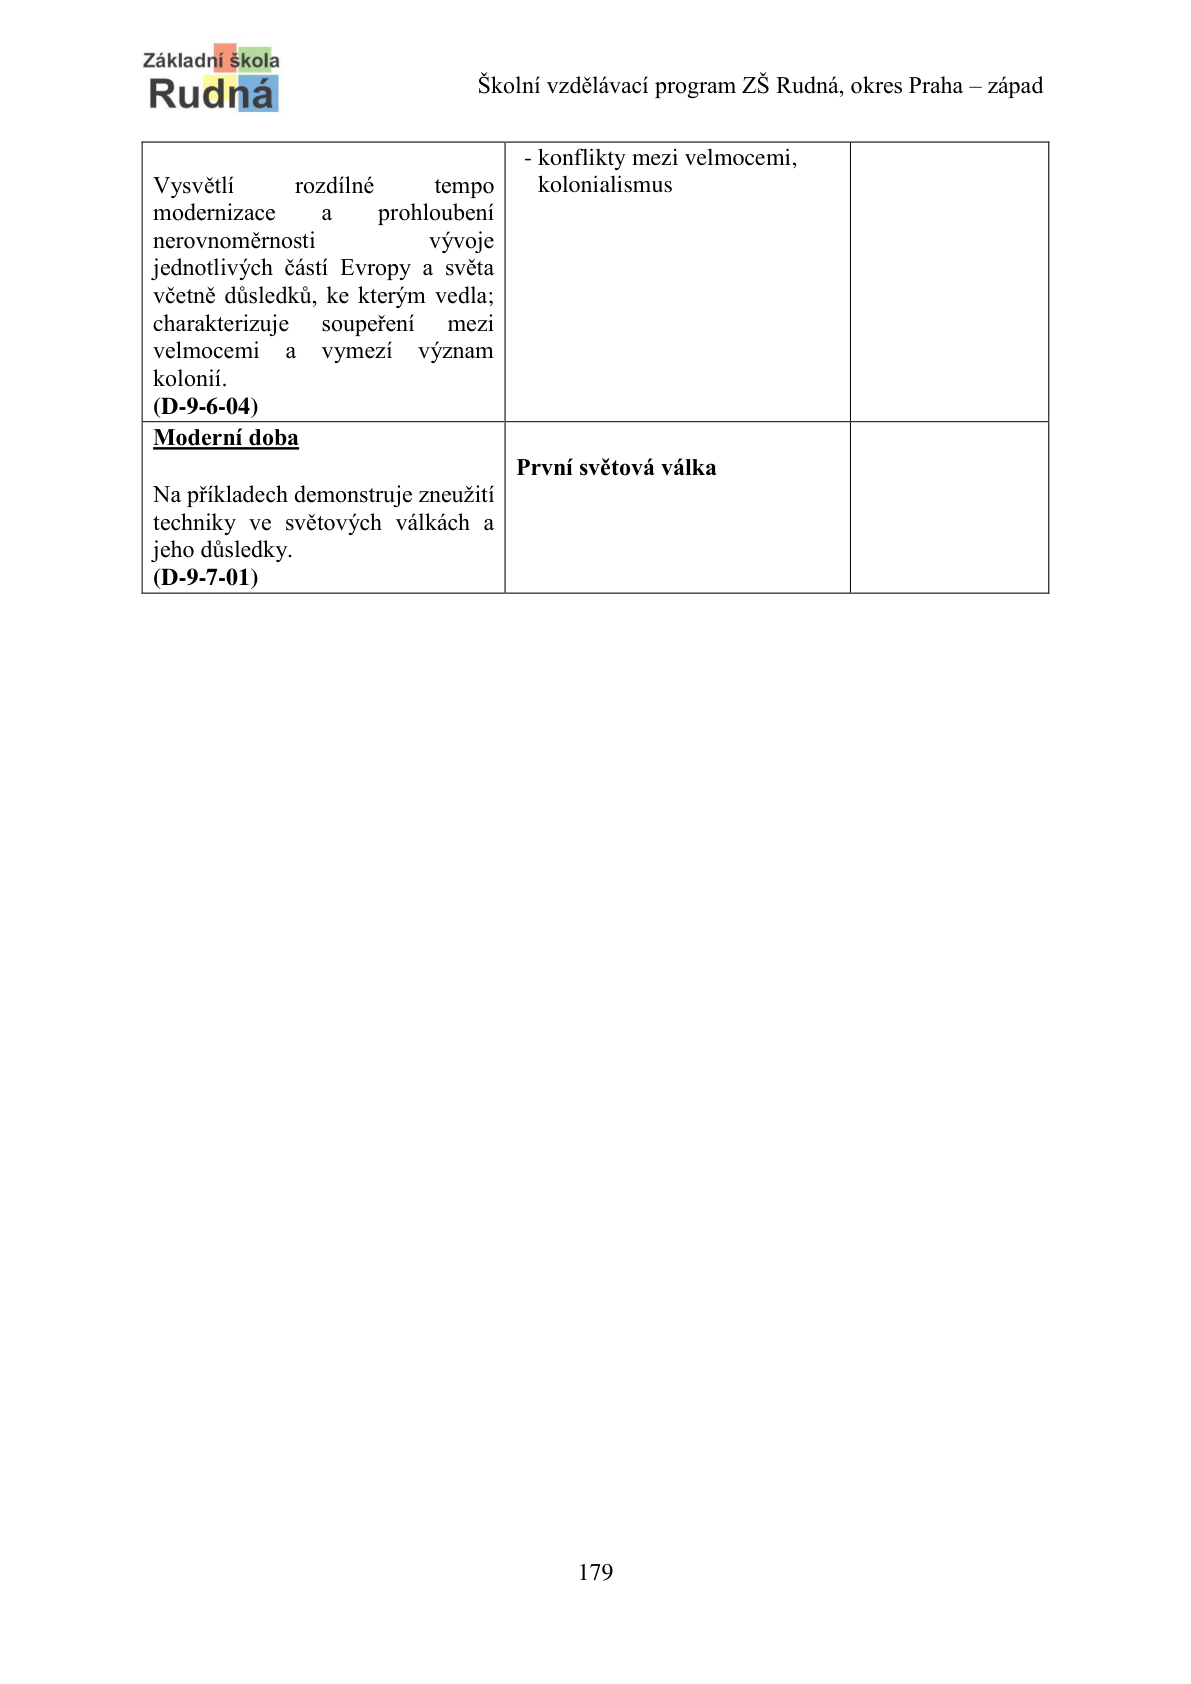 Základní škola
Rudná
Školní vzdělávací program ZŠ Rudná, okres Praha – západ
Vysvětlí rozdílné tempo
modernizace a prohloubení
nerovnoměrnosti vývoje
jednotlivých částí Evropy a světa
včetně důsledků, ke kterým vedla;
charakterizuje soupeření mezi
velmocemi a vymezí význam
kolonií.
(D-9-6-04)
- konflikty mezi velmocemi,
kolonialismus
Moderní doba
Na příkladech demonstruje zneužití
techniky ve světových válkách a
jeho důsledky.
(D-9-7-01)
První světová válka
179